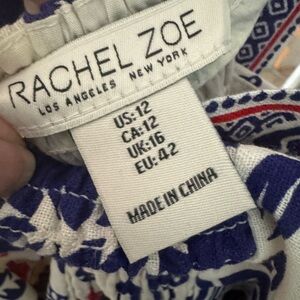 RACHEL ZOE
LOS ANGELES NEW YORK
US: 12
CA: 12
UK: 16
EU: 42
MADE IN CHINA